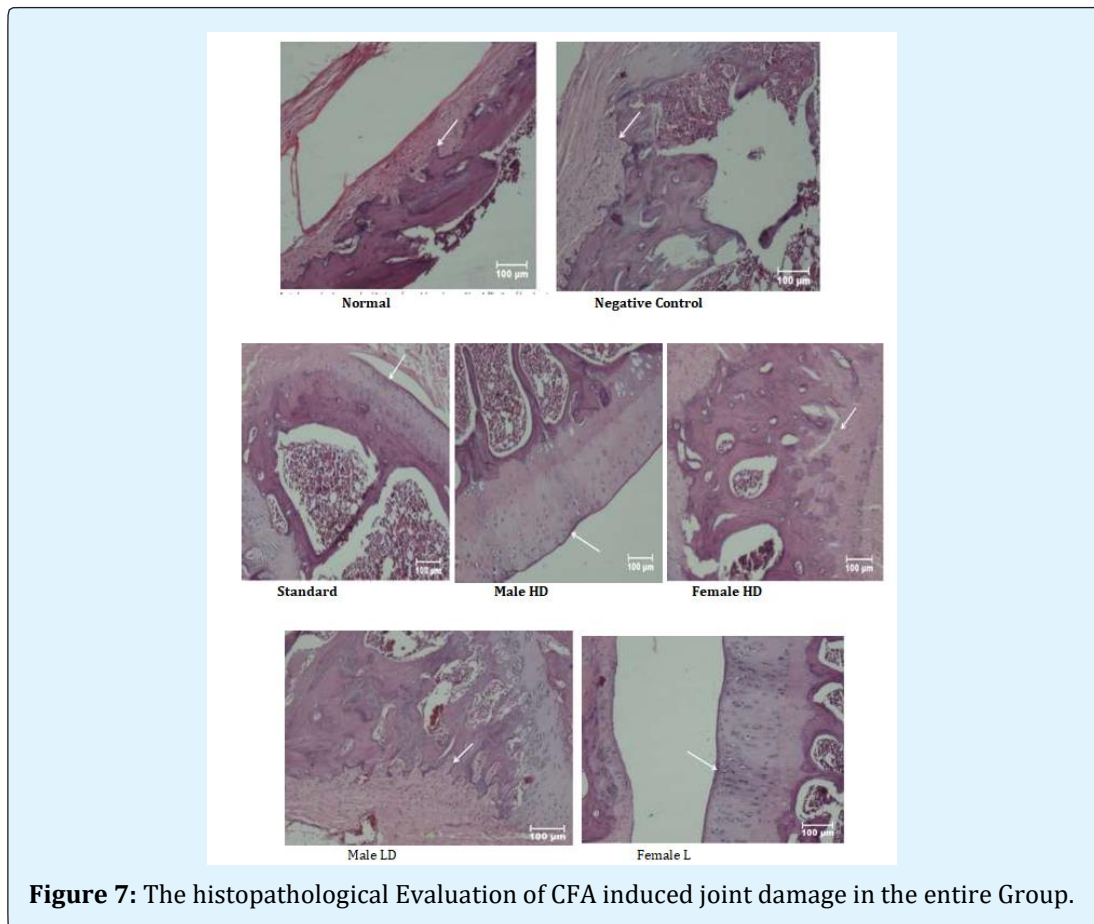 100 µm
100 µm
Normal
Negative Control
100 µm
100 µm
100 µm
Standard
Male HD
Female HD
100 µm
100 µm
Male LD
Female L
Figure 7: The histopathological Evaluation of CFA induced joint damage in the entire Group.